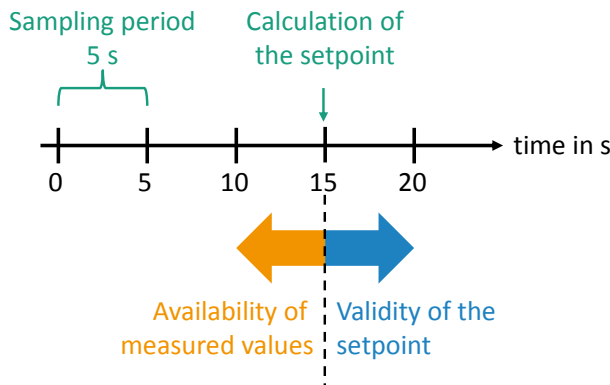 Sampling period
5 s
Calculation of
the setpoint
time in s
0 5 10 15 20
Availability of
measured values
Validity of the
setpoint